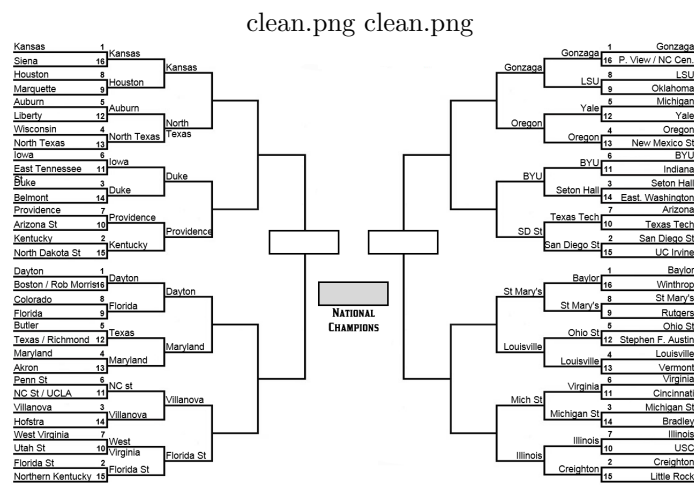 clean.png clean.png
Kansas 1
Siena 16
Houston 8
Marquette 9
Auburn 5
Liberty 12
Wisconsin 4
North Texas 13
Iowa 6
East Tennessee St 11
Duke 3
Belmont 14
Providence 7
Arizona St 10
Kentucky 2
North Dakota St 15
Kansas
Houston
Auburn
North Texas
Iowa
Duke
Providence
Kentucky
Kansas
North
Texas
Duke
Providence
Dayton 1
Boston / Rob Morris 16
Colorado 8
Florida 9
Butler 5
Texas / Richmond 12
Maryland 4
Akron 13
Penn St 6
NC St / UCLA 11
Villanova 3
Hofstra 14
West Virginia 7
Utah St 10
Florida St 2
Northern Kentucky 15
Dayton
Florida
Texas
Maryland
NC st
Villanova
West
Virginia
Florida St
Dayton
Maryland
Villanova
Florida St
National
Champions
Gonzaga
Oregon
BYU
SD St
Gonzaga
LSU
Yale
Oregon
BYU
Seton Hall
Texas Tech
San Diego St
1 Gonzaga
16 P. View / NC Cen.
8 LSU
9 Oklahoma
5 Michigan
12 Yale
4 Oregon
13 New Mexico St
6 BYU
11 Indiana
3 Seton Hall
14 East. Washington
7 Arizona
10 Texas Tech
2 San Diego St
15 UC Irvine
St Mary's
Louisville
Mich St
Illinois
Baylor
St Mary's
Ohio St
Louisville
Virginia
Michigan St
Illinois
Creighton
1 Baylor
16 Winthrop
8 St Mary's
9 Rutgers
5 Ohio St
12 Stephen F. Austin
4 Louisville
13 Vermont
6 Virginia
11 Cincinnati
3 Michigan St
14 Bradley
7 Illinois
10 USC
2 Creighton
15 Little Rock